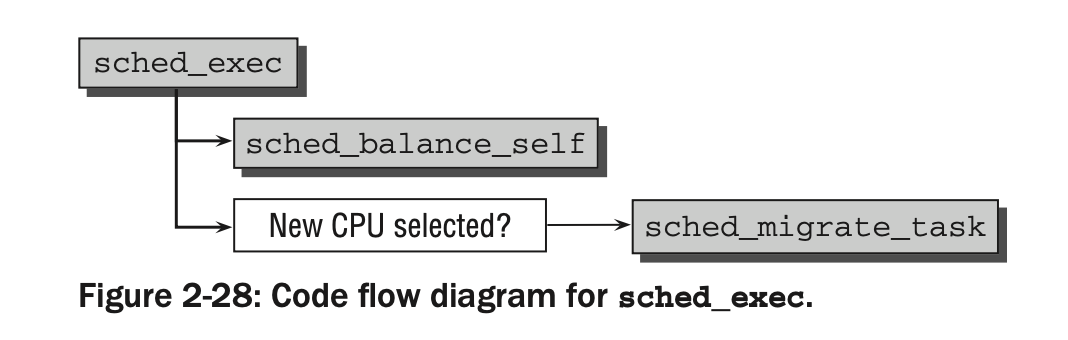 sched_exec
sched_balance_self
New CPU selected?
sched_migrate_task
Figure 2-28: Code flow diagram for sched_exec.